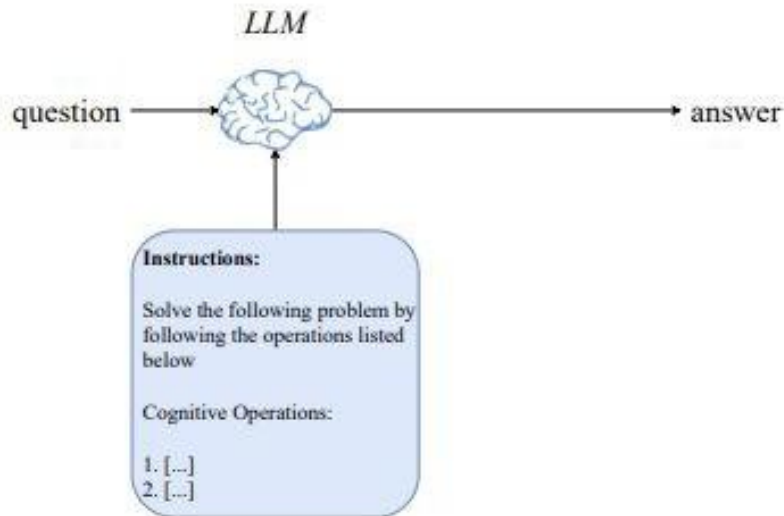 LLM
question
answer
Instructions:
Solve the following problem by
following the operations listed
below
Cognitive Operations:
1. [...]
2. [...]